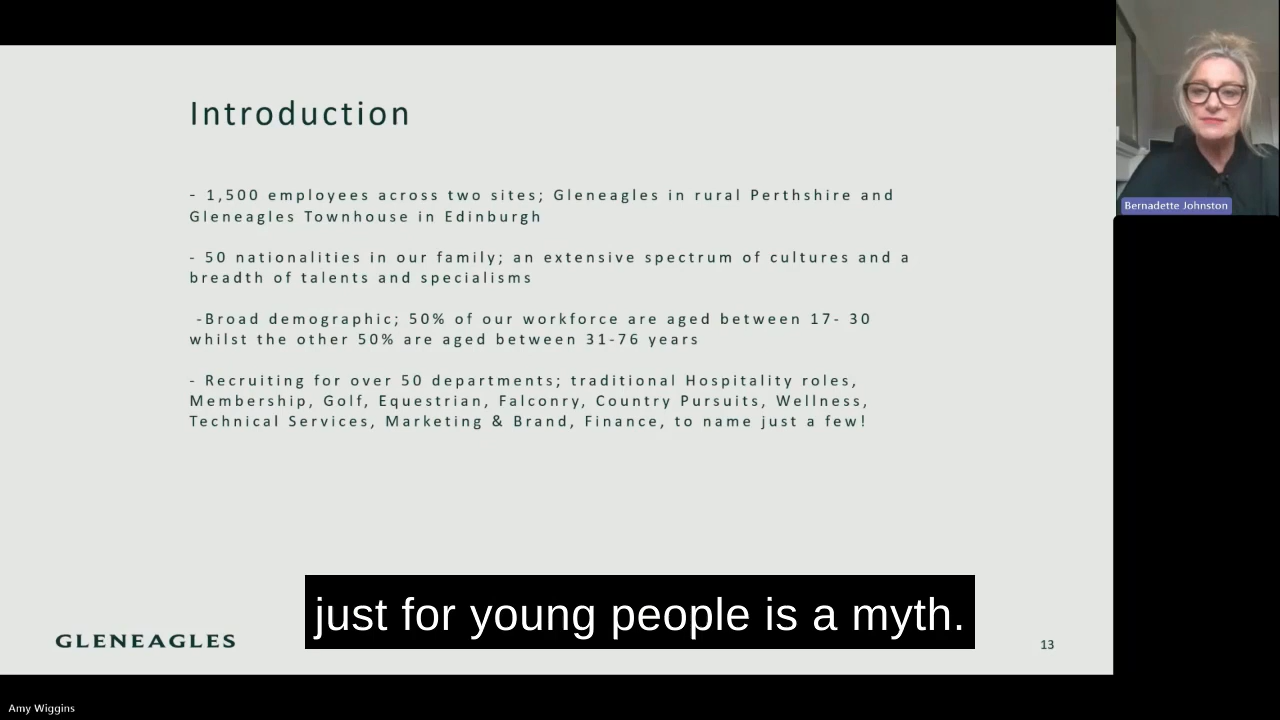 Introduction
- 1,500 employees across two sites; Gleneagles in rural Perthshire and
Gleneagles Townhouse in Edinburgh
- 50 nationalities in our family; an extensive spectrum of cultures and a
breadth of talents and specialisms
-Broad demographic; 50% of our workforce are aged between 17- 30
whilst the other 50% are aged between 31-76 years
- Recruiting for over 50 departments; traditional Hospitality roles,
Membership, Golf, Equestrian, Falconry, Country Pursuits, Wellness,
Technical Services, Marketing & Brand, Finance, to name just a few!
Bernadette Johnston
just for young people is a myth.
GLENEAGLES
13
Amy Wiggins